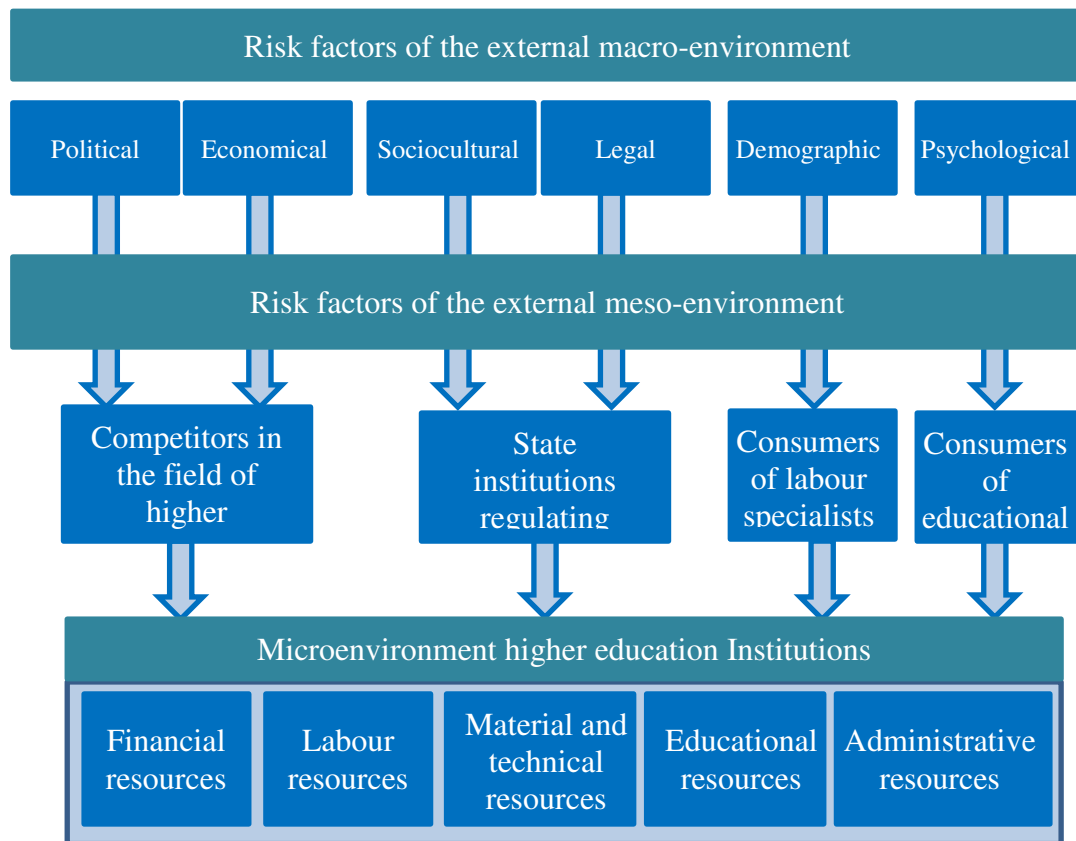 Risk factors of the external macro-environment
Political
Economical
Sociocultural
Legal
Demographic
Psychological
Risk factors of the external meso-environment
Competitors in
the field of
higher
State
institutions
regulating
Consumers
of labour
specialists
Consumers
of
educational
Microenvironment higher education Institutions
Financial
resources
Labour
resources
Material and
technical
resources
Educational
resources
Administrative
resources